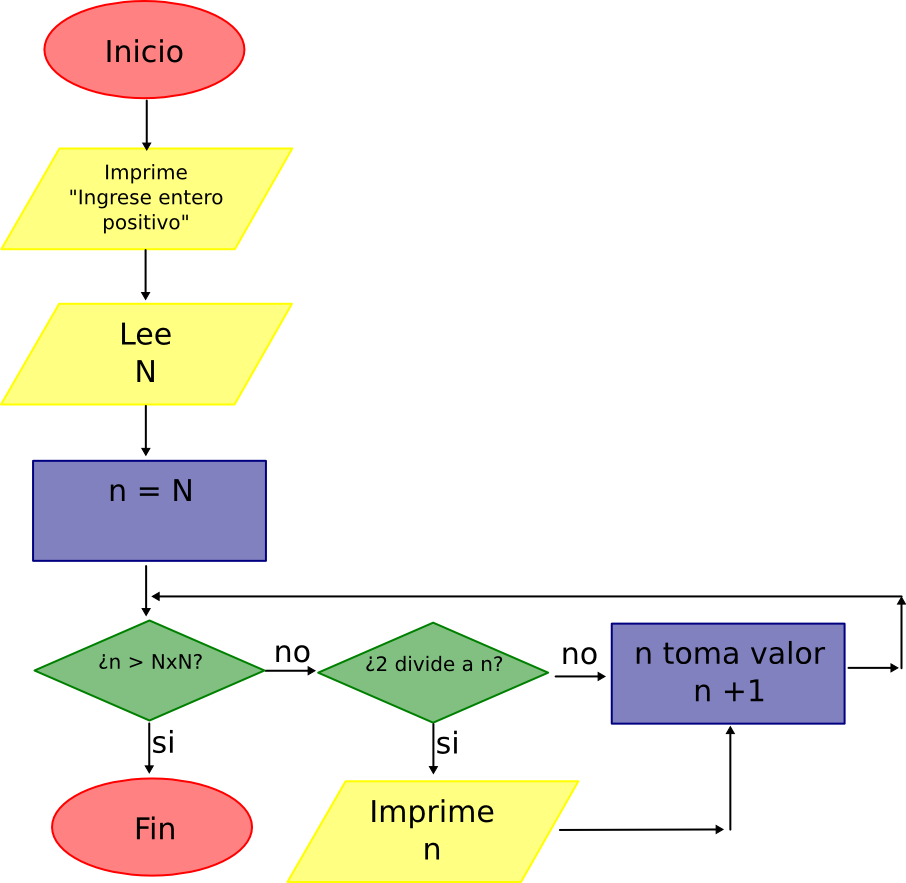 Inicio
Imprime
"Ingrese entero
positivo"
Lee
N
n = N
¿n > NxN?
no
¿2 divide a n?
no
n toma valor
n +1
si
si
Fin
Imprime
n